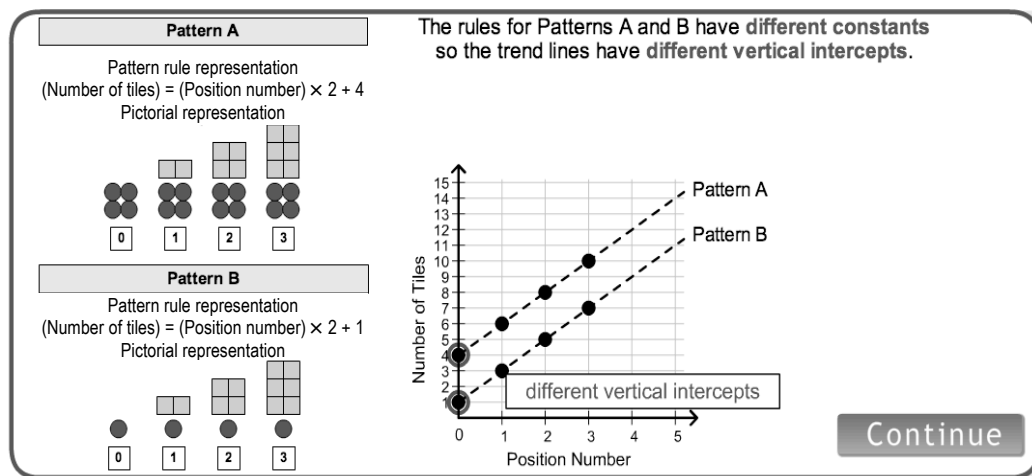 Pattern A
Pattern rule representation
(Number of tiles) = (Position number) × 2 + 4
Pictorial representation
0 1 2 3
Pattern B
Pattern rule representation
(Number of tiles) = (Position number) × 2 + 1
Pictorial representation
0 1 2 3
The rules for Patterns A and B have different constants
so the trend lines have different vertical intercepts.
Number of Tiles
15
14
13
12
11
10
9
8
7
6
5
4
3
2
1
Pattern A
Pattern B
different vertical intercepts
0 1 2 3 4 5
Position Number
Continue